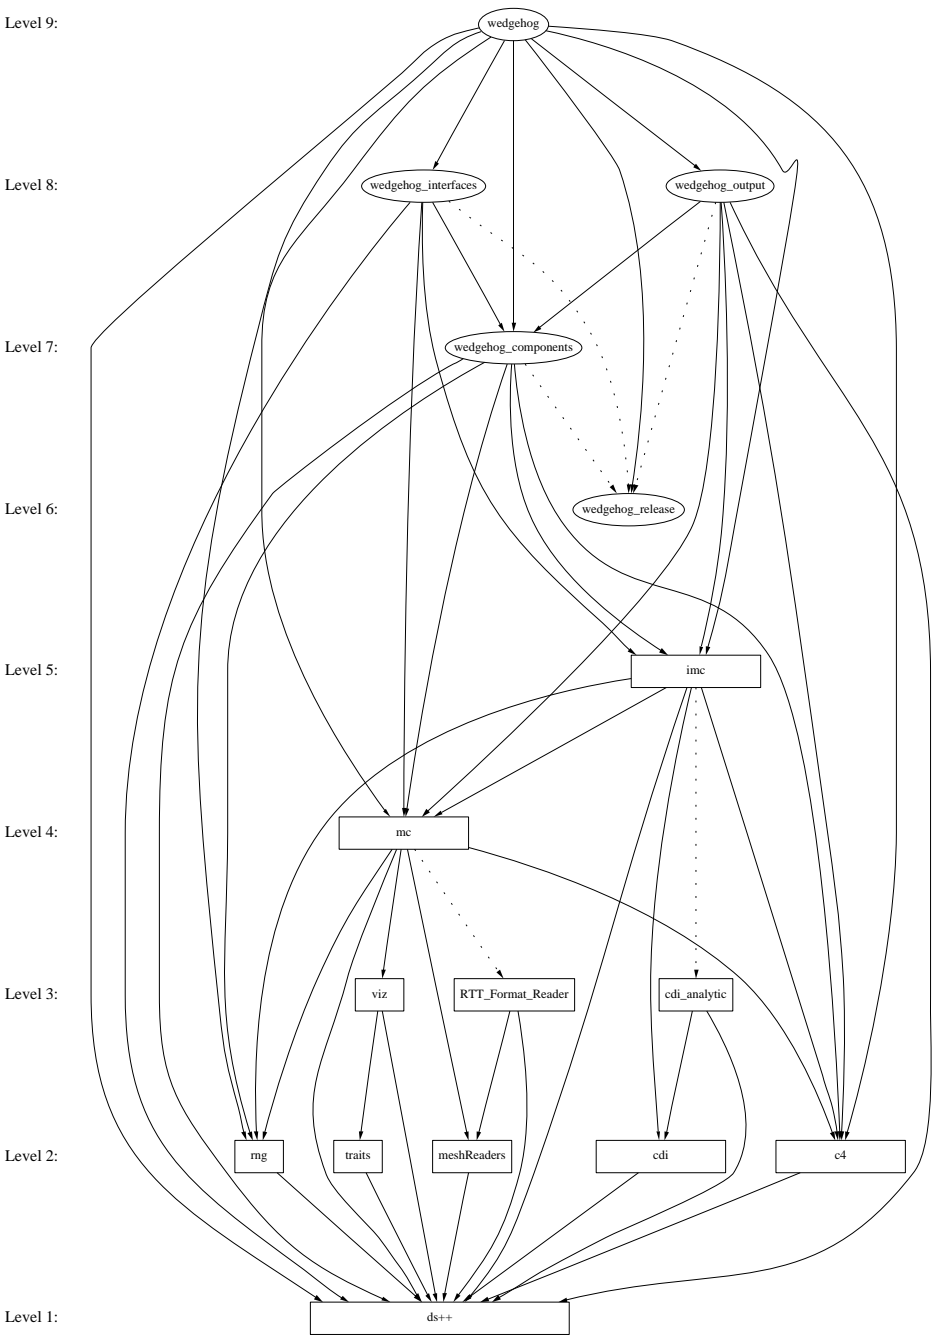 Level 9:
wedgehog
Level 8:
wedgehog_interfaces
wedgehog_output
Level 7:
wedgehog_components
Level 6:
wedgehog_release
Level 5:
imc
Level 4:
mc
Level 3:
viz
RTT_Format_Reader
cdi_analytic
Level 2:
rng
traits
meshReaders
cdi
c4
Level 1:
ds++